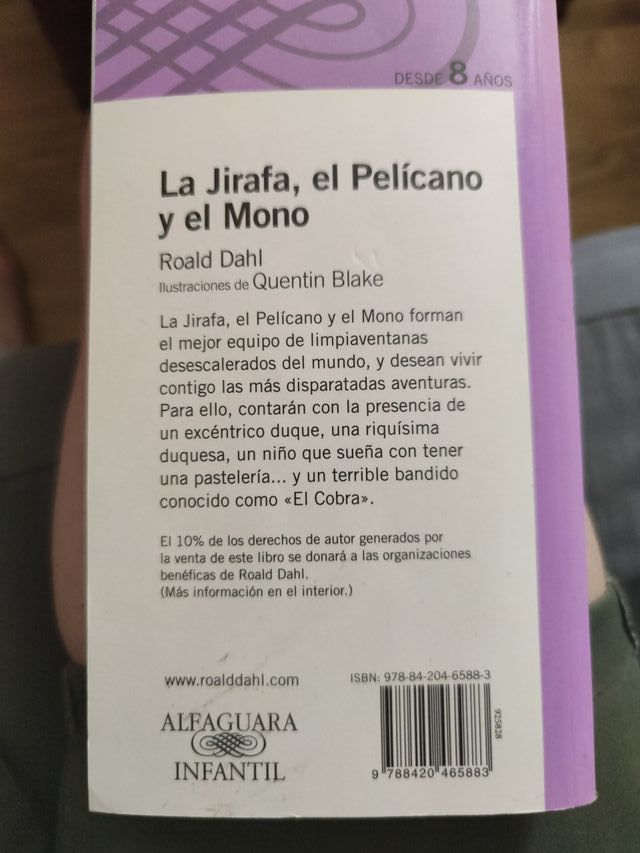 DESDE 8 AÑOS
La Jirafa, el Pelícano
y el Mono
Roald Dahl
Ilustraciones de Quentin Blake
La Jirafa, el Pelícano y el Mono forman
el mejor equipo de limpiaventanas
desescalerados del mundo, y desean vivir
contigo las más disparatadas aventuras.
Para ello, contarán con la presencia de
un excéntrico duque, una riquísima
duquesa, un niño que sueña con tener
una pastelería... y un terrible bandido
conocido como «El Cobra».
El 10% de los derechos de autor generados por
la venta de este libro se donará a las organizaciones
benéficas de Roald Dahl.
(Más información en el interior.)
www.roalddahl.com
ISBN: 978-84-204-6588-3
925828
9 788420 465883
ALFAGUARA
INFANTIL